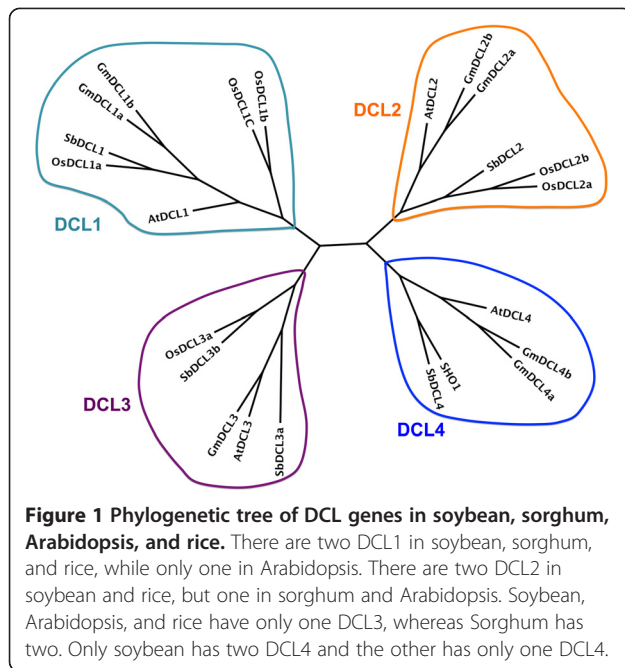 GmDCL1b
GmDCL1a
SbDCL1
OsDCL1a
AtDCL1
OsDCL1C
OsDCL1b
DCL1
DCL2
AtDCL2
GmDCL2b
GmDCL2a
SbDCL2
OsDCL2b
OsDCL2a
OsDCL3a
SbDCL3b
GmDCL3
AtDCL3
SbDCL3a
DCL3
AtDCL4
GmDCL4b
GmDCL4a
SHO1
SbDCL4
DCL4
Figure 1 Phylogenetic tree of DCL genes in soybean, sorghum,
Arabidopsis, and rice. There are two DCL1 in soybean, sorghum,
and rice, while only one in Arabidopsis. There are two DCL2 in
soybean and rice, but one in sorghum and Arabidopsis. Soybean,
Arabidopsis, and rice have only one DCL3, whereas Sorghum has
two. Only soybean has two DCL4 and the other has only one DCL4.